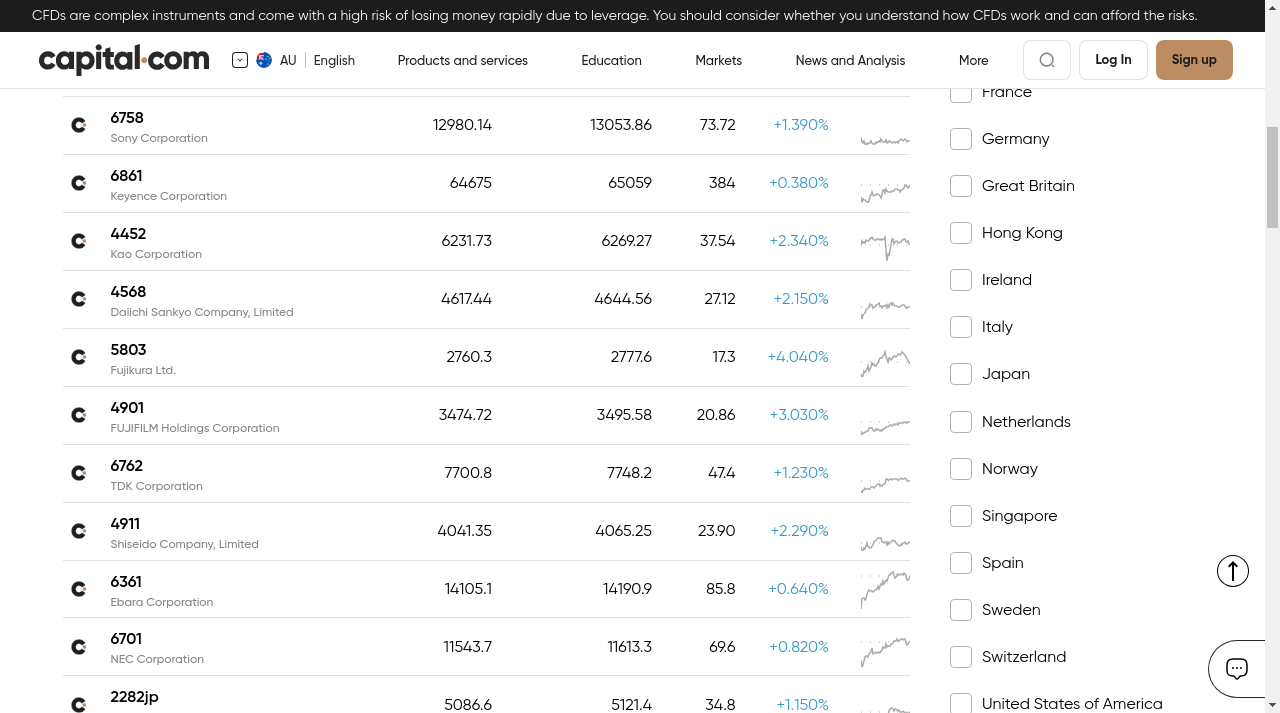 CFDs are complex instruments and come with a high risk of losing money rapidly due to leverage. You should consider whether you understand how CFDs work and can afford the risks.
capital.com AU English Products and services Education Markets News and Analysis More Log In Sign up
France
6758 12980.14 13053.86 73.72 +1.390%
Sony Corporation
Germany
6861 64675 65059 384 +0.380%
Keyence Corporation
Great Britain
4452 6231.73 6269.27 37.54 +2.340%
Kao Corporation
Hong Kong
4568 4617.44 4644.56 27.12 +2.150%
Daiichi Sankyo Company, Limited
Ireland
Italy
5803 2760.3 2777.6 17.3 +4.040%
Fujikura Ltd.
Japan
4901 3474.72 3495.58 20.86 +3.030%
FUJIFILM Holdings Corporation
Netherlands
6762 7700.8 7748.2 47.4 +1.230%
TDK Corporation
Norway
4911 4041.35 4065.25 23.90 +2.290%
Shiseido Company, Limited
Singapore
Spain
6361 14105.1 14190.9 85.8 +0.640%
Ebara Corporation
Sweden
6701 11543.7 11613.3 69.6 +0.820%
NEC Corporation
Switzerland
2282jp 5086.6 5121.4 34.8 +1.150%
United States of America